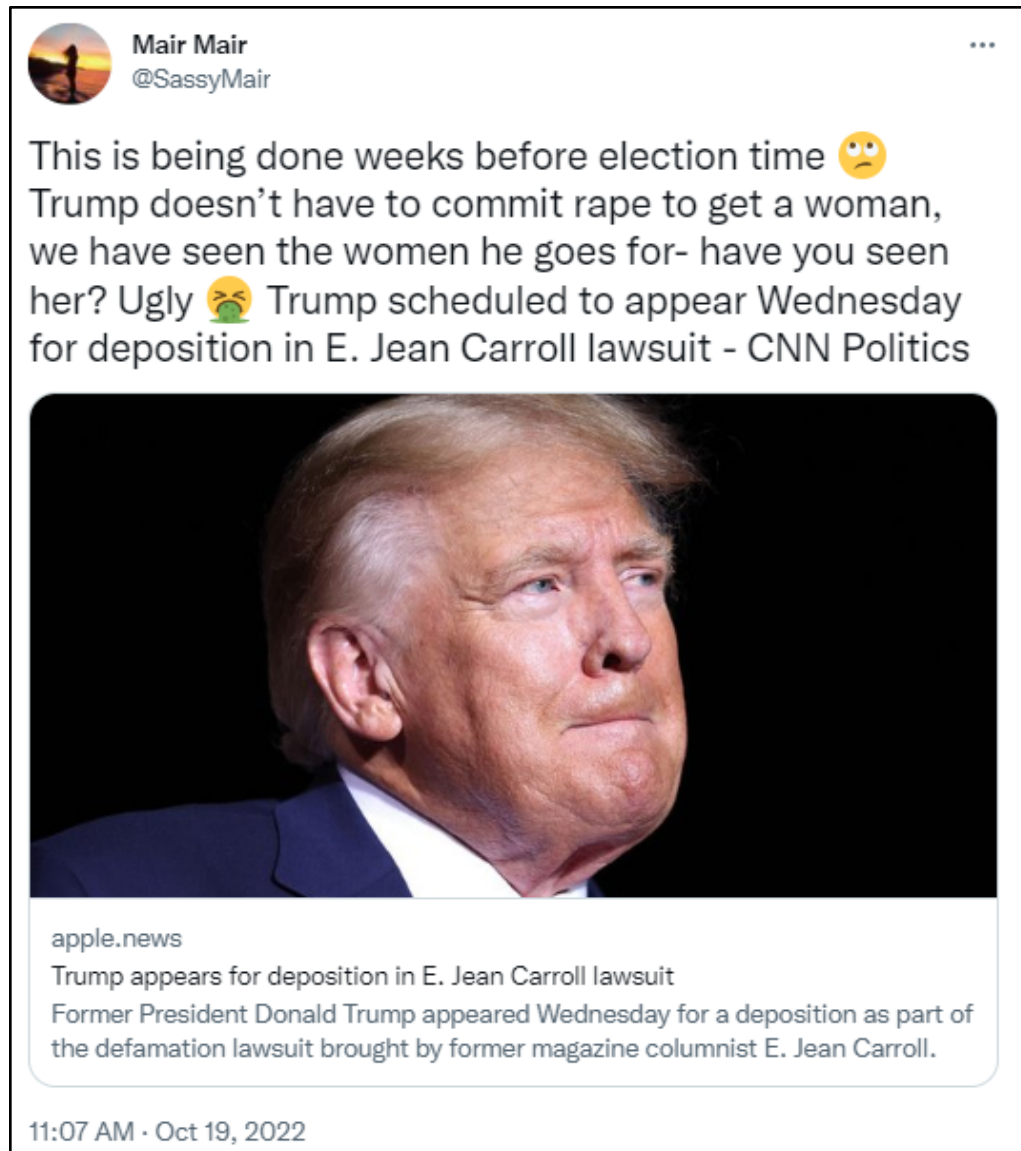 Mair Mair
@SassyMair
This is being done weeks before election time 🙄
Trump doesn’t have to commit rape to get a woman,
we have seen the women he goes for- have you seen
her? Ugly 🤮 Trump scheduled to appear Wednesday
for deposition in E. Jean Carroll lawsuit - CNN Politics
apple.news
Trump appears for deposition in E. Jean Carroll lawsuit
Former President Donald Trump appeared Wednesday for a deposition as part of
the defamation lawsuit brought by former magazine columnist E. Jean Carroll.
11:07 AM · Oct 19, 2022